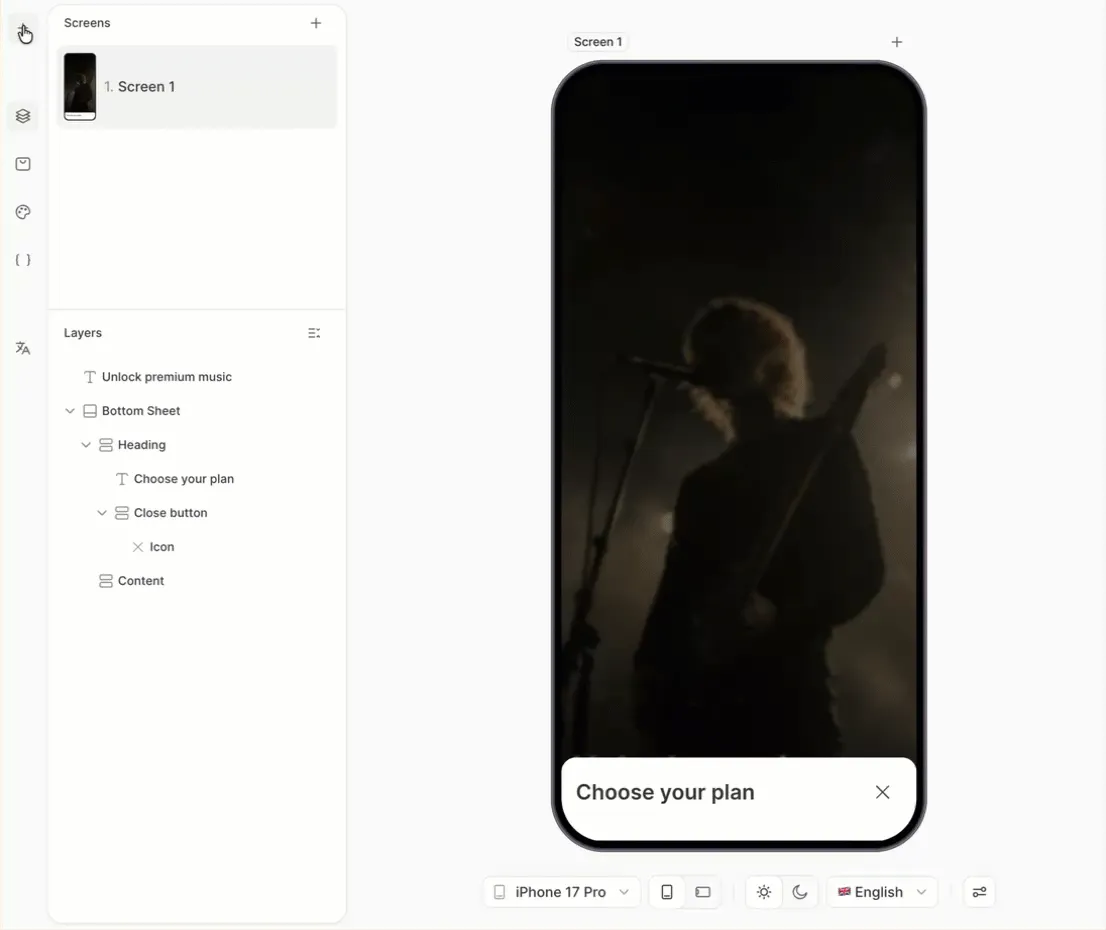 Screens
1. Screen 1
Layers
Unlock premium music
Bottom Sheet
Heading
Choose your plan
Close button
Icon
Content
Screen 1
Choose your plan
iPhone 17 Pro
English